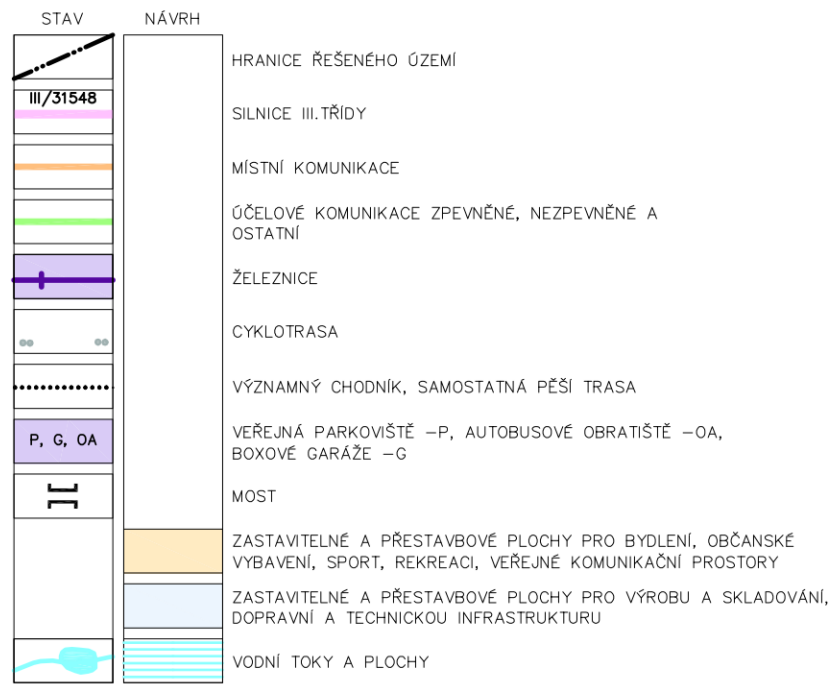 STAV NÁVRH
HRANICE ŘEŠENÉHO ÚZEMÍ
III/31548
SILNICE III.TŘÍDY
MÍSTNÍ KOMUNIKACE
ÚČELOVÉ KOMUNIKACE ZPEVNĚNÉ, NEZPEVNĚNÉ A
OSTATNÍ
ŽELEZNICE
CYKLOTRASA
VÝZNAMNÝ CHODNÍK, SAMOSTATNÁ PĚŠÍ TRASA
P, G, OA
VEŘEJNÁ PARKOVIŠTĚ –P, AUTOBUSOVÉ OBRATIŠTĚ –OA,
BOXOVÉ GARÁŽE –G
MOST
ZASTAVITELNÉ A PŘESTAVBOVÉ PLOCHY PRO BYDLENÍ, OBČANSKÉ
VYBAVENÍ, SPORT, REKREACI, VEŘEJNÉ KOMUNIKAČNÍ PROSTORY
ZASTAVITELNÉ A PŘESTAVBOVÉ PLOCHY PRO VÝROBU A SKLADOVÁNÍ,
DOPRAVNÍ A TECHNICKOU INFRASTRUKTURU
VODNÍ TOKY A PLOCHY